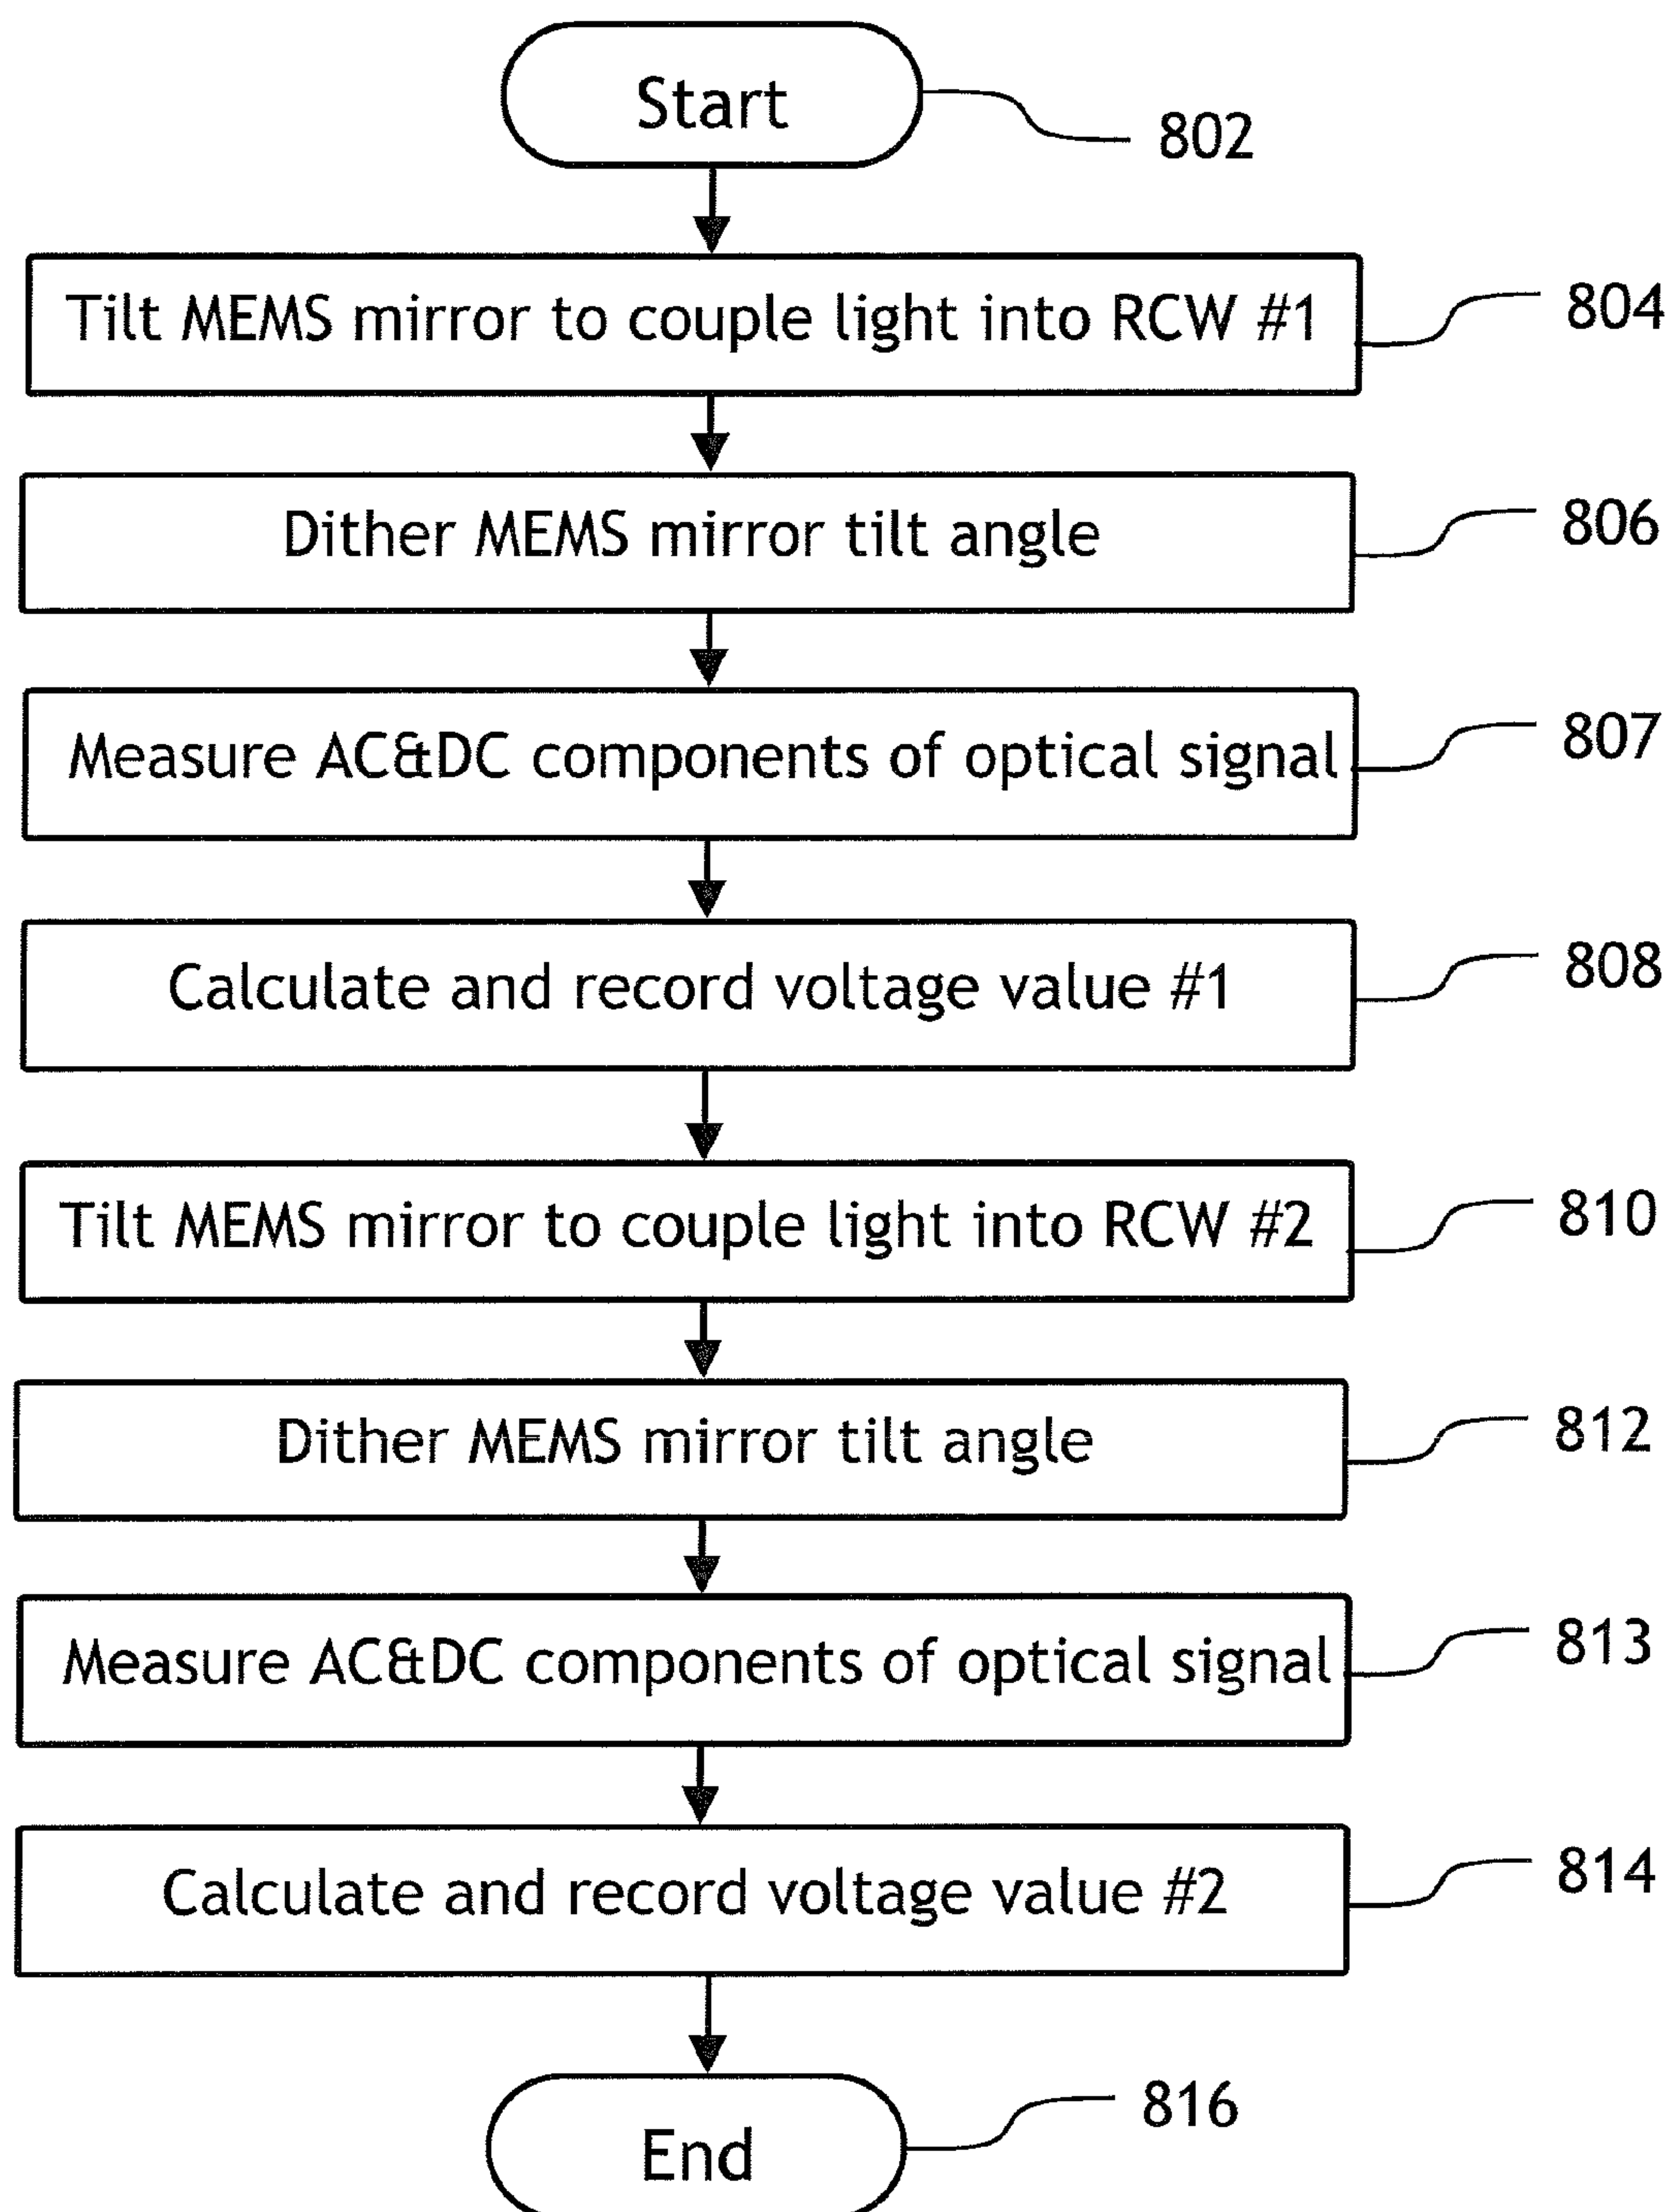 Start
802
Tilt MEMS mirror to couple light into RCW #1
804
Dither MEMS mirror tilt angle
806
Measure AC&DC components of optical signal
807
Calculate and record voltage value #1
808
Tilt MEMS mirror to couple light into RCW #2
810
Dither MEMS mirror tilt angle
812
Measure AC&DC components of optical signal
813
Calculate and record voltage value #2
814
End
816